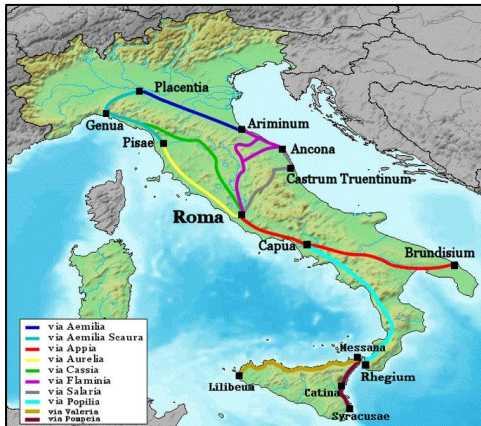 Placentia
Genua
Ariminum
Pisae
Ancona
Castrum Truentinum
Roma
Capua
Brundisium
Messana
Rhegium
Lilibeum
Catina
Syracusae
via Aemilia
via Aemilia Scaura
via Appia
via Aurelia
via Cassia
via Flaminia
via Salaria
via Popilia
via Valeria
via Pompeia